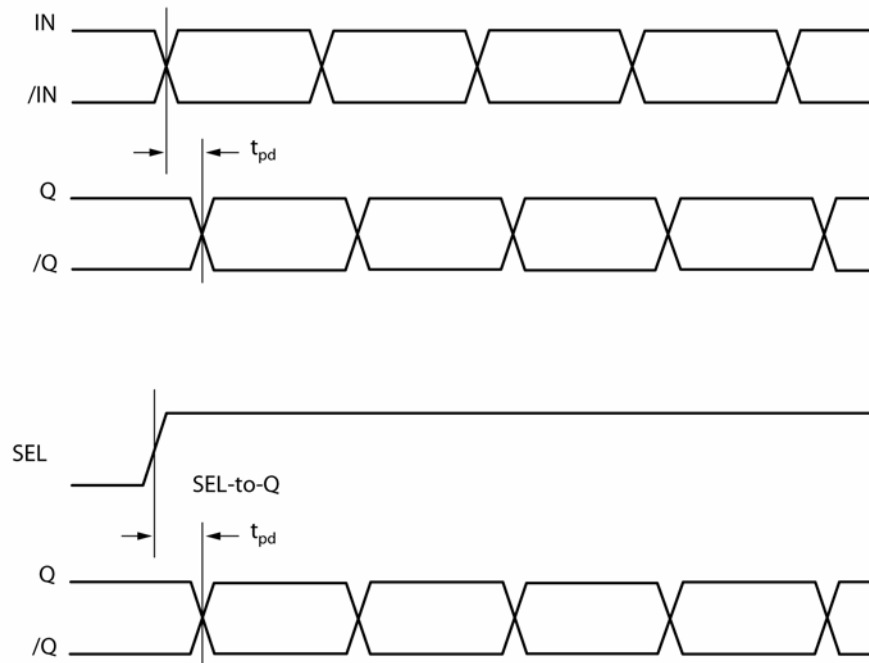 IN
/IN
tpd
Q
/Q
SEL
SEL-to-Q
tpd
Q
/Q